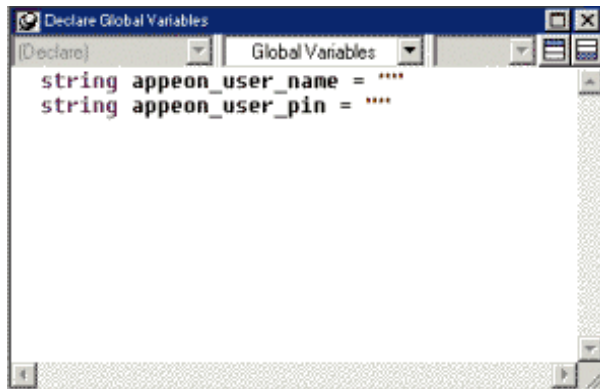 Declare Global Variables
(Declare) Global Variables
string appeon_user_name = ""
string appeon_user_pin = ""